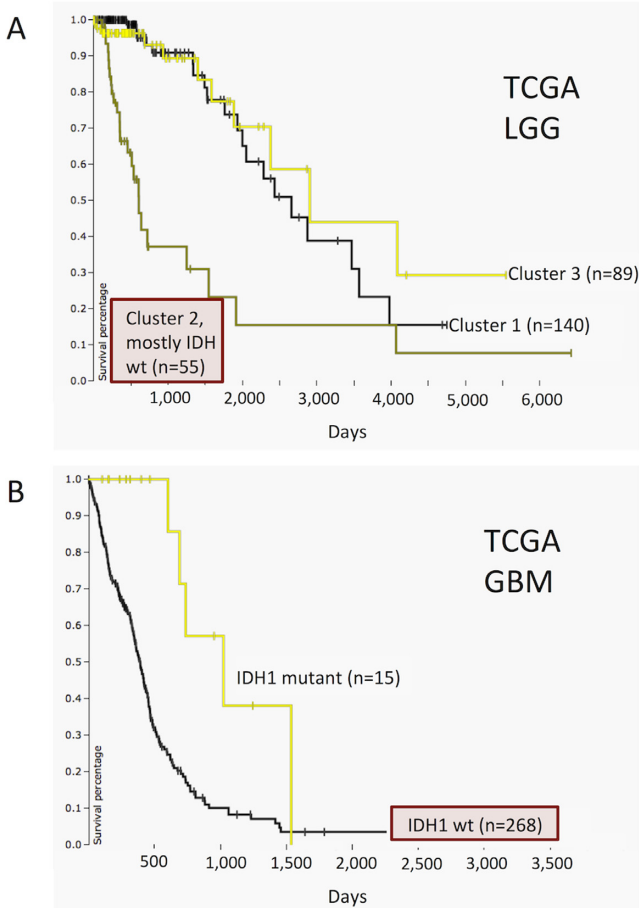 A
TCGA
LGG
1.0
0.9
0.8
0.7
0.6
0.5
0.4
0.3
0.2
0.1
0.0
Survival percentage
Cluster 3 (n=89)
Cluster 1 (n=140)
Cluster 2,
mostly IDH
wt (n=55)
1,000 2,000 3,000 4,000 5,000 6,000
Days
B
TCGA
GBM
1.0
0.9
0.8
0.7
0.6
0.5
0.4
0.3
0.2
0.1
0.0
Survival percentage
IDH1 mutant (n=15)
IDH1 wt (n=268)
500 1,000 1,500 2,000 2,500 3,000 3,500
Days